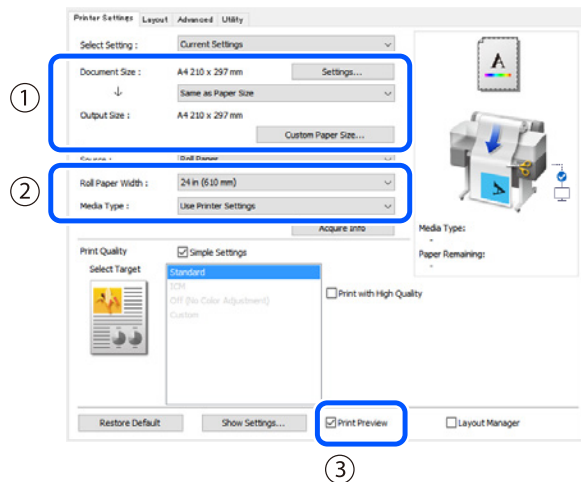 Printer Settings Layout Advanced Utility
Select Setting : Current Settings
① Document Size : A4 210 x 297 mm Settings...
↓ Same as Paper Size
Output Size : A4 210 x 297 mm
Custom Paper Size...
Source : Roll Paper
② Roll Paper Width : 24 in (610 mm)
Media Type : Use Printer Settings
Acquire Info
A
Media Type:
-
Paper Remaining:
-
Print Quality Simple Settings
Select Target
Standard
ICM
Off (No Color Adjustment)
Custom
Print with High Quality
Restore Default Show Settings... Print Preview Layout Manager
③